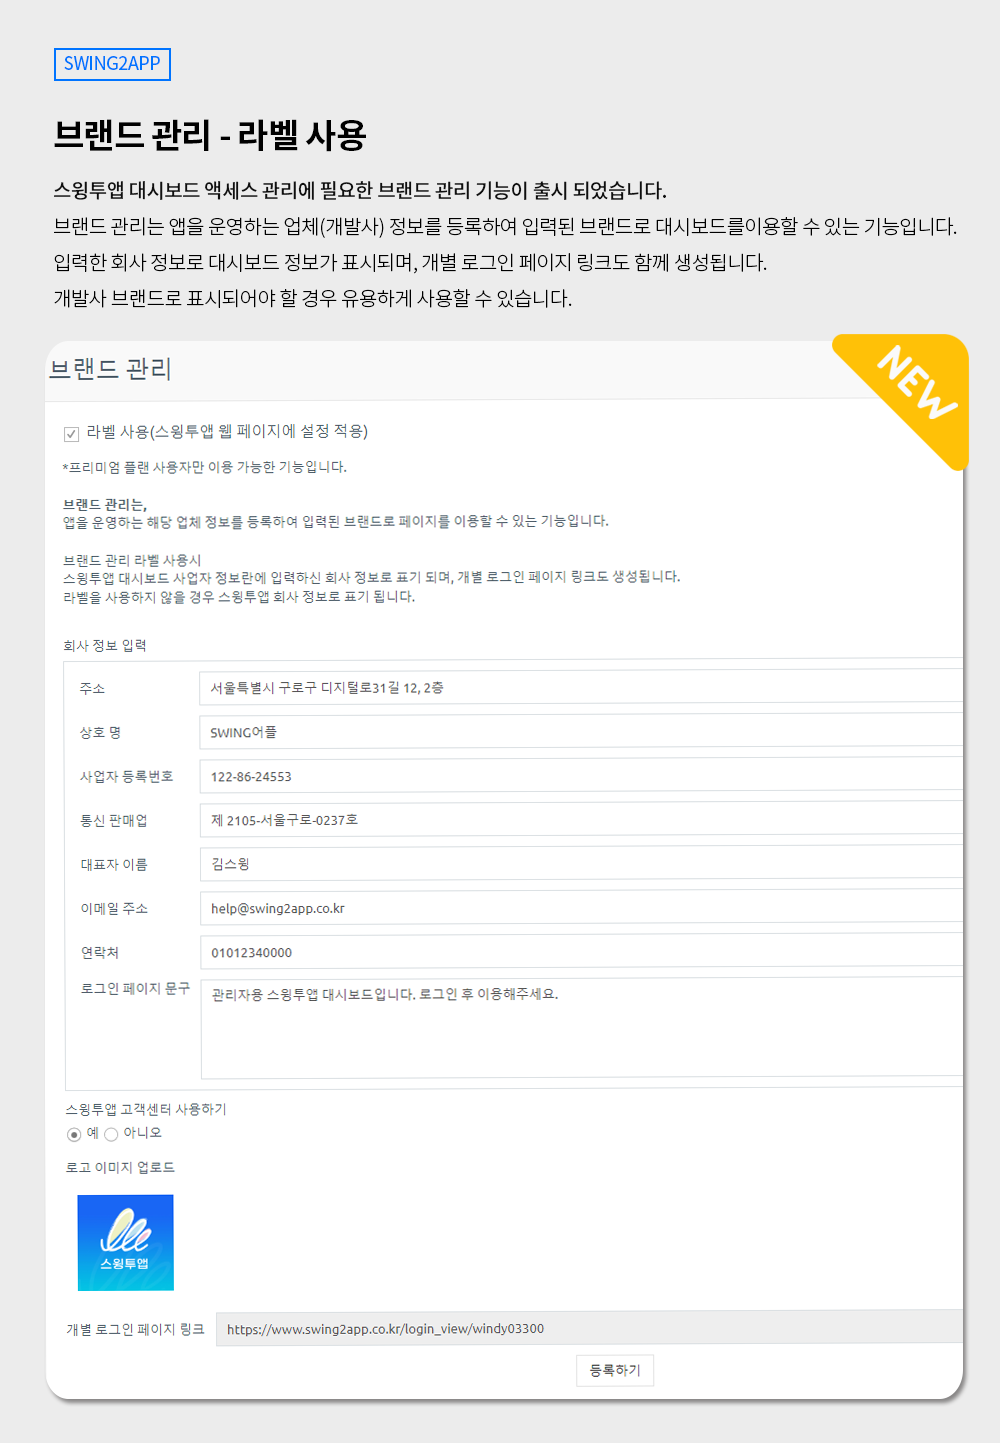 SWING2APP
브랜드 관리 - 라벨 사용
스윙투앱 대시보드 액세스 관리에 필요한 브랜드 관리 기능이 출시 되었습니다.
브랜드 관리는 앱을 운영하는 업체(개발사) 정보를 등록하여 입력된 브랜드로 대시보드를이용할 수 있는 기능입니다.
입력한 회사 정보로 대시보드 정보가 표시되며, 개별 로그인 페이지 링크도 함께 생성됩니다.
개발사 브랜드로 표시되어야 할 경우 유용하게 사용할 수 있습니다.
NEW
브랜드 관리
라벨 사용(스윙투앱 웹 페이지에 설정 적용)
*프리미엄 플랜 사용자만 이용 가능한 기능입니다.
브랜드 관리는,
앱을 운영하는 해당 업체 정보를 등록하여 입력된 브랜드로 페이지를 이용할 수 있는 기능입니다.
브랜드 관리 라벨 사용시
스윙투앱 대시보드 사업자 정보란에 입력하신 회사 정보로 표기 되며, 개별 로그인 페이지 링크도 생성됩니다.
라벨을 사용하지 않을 경우 스윙투앱 회사 정보로 표기 됩니다.
회사 정보 입력
주소 서울특별시 구로구 디지털로31길 12, 2층
상호 명 SWING어플
사업자 등록번호 122-86-24553
통신 판매업 제 2105-서울구로-0237호
대표자 이름 김스윙
이메일 주소 help@swing2app.co.kr
연락처 01012340000
로그인 페이지 문구 관리자용 스윙투앱 대시보드입니다. 로그인 후 이용해주세요.
스윙투앱 고객센터 사용하기
예 아니오
로고 이미지 업로드
스윙투앱
개별 로그인 페이지 링크 https://www.swing2app.co.kr/login_view/windy03300
등록하기